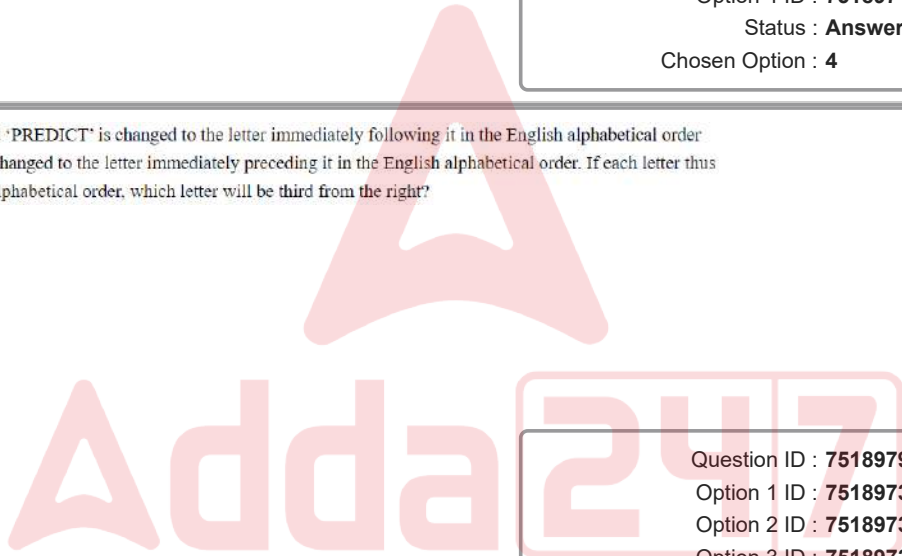 Status : Answer
Chosen Option : 4
'PREDICT' is changed to the letter immediately following it in the English alphabetical order
hanged to the letter immediately preceding it in the English alphabetical order. If each letter thus
phabetical order, which letter will be third from the right?
Adda247
Question ID : 7518979
Option 1 ID : 7518973
Option 2 ID : 7518973